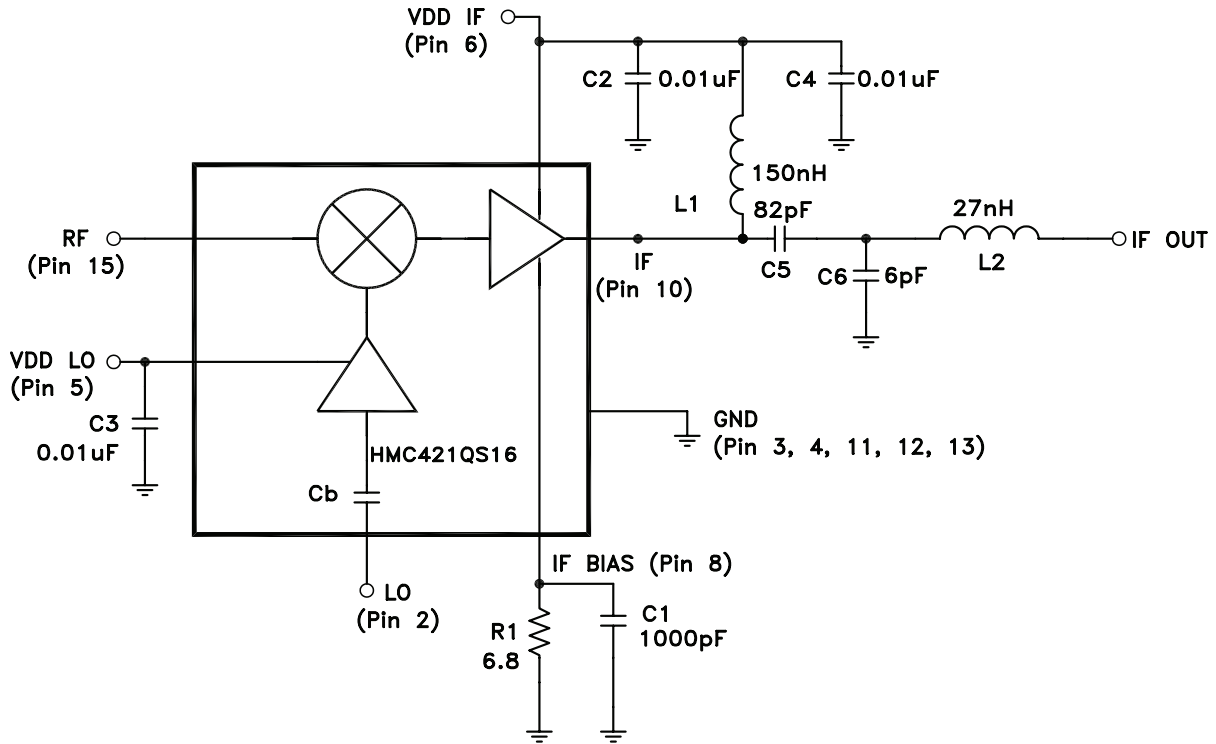 VDD IF
(Pin 6)
C2
0.01uF
C4
0.01uF
150nH
L1
82pF
27nH
RF
(Pin 15)
IF
(Pin 10)
C5
C6
6pF
L2
IF OUT
VDD LO
(Pin 5)
C3
0.01uF
GND
(Pin 3, 4, 11, 12, 13)
HMC421QS16
Cb
IF BIAS (Pin 8)
LO
(Pin 2)
R1
6.8
C1
1000pF